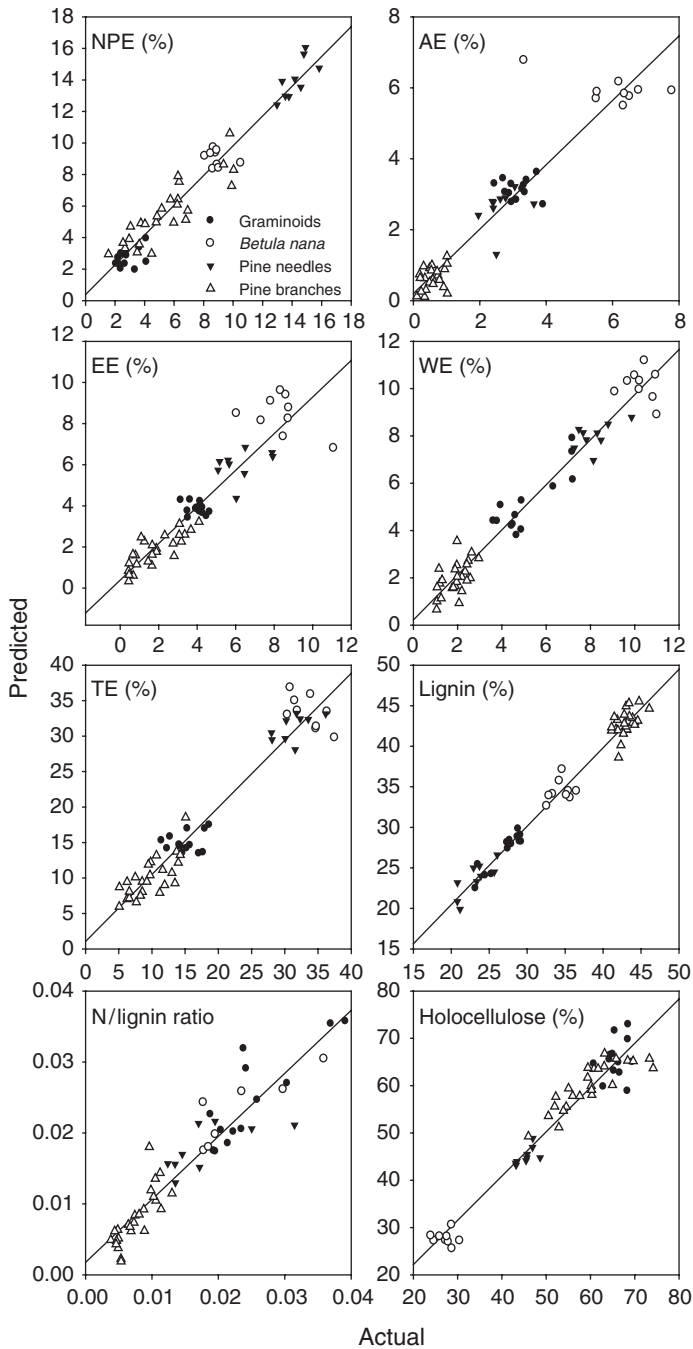 NPE (%)
18
16
14
12
10
8
6
4
2
0
0 2 4 6 8 10 12 14 16 18
Graminoids
Betula nana
Pine needles
Pine branches
AE (%)
8
6
4
2
0
0 2 4 6 8
EE (%)
12
10
8
6
4
2
0
0 2 4 6 8 10 12
WE (%)
12
10
8
6
4
2
0
0 2 4 6 8 10 12
Predicted
TE (%)
40
35
30
25
20
15
10
5
0
0 5 10 15 20 25 30 35 40
Lignin (%)
50
45
40
35
30
25
20
15
15 20 25 30 35 40 45 50
N/lignin ratio
0.04
0.03
0.02
0.01
0.00
0.00 0.01 0.02 0.03 0.04
Holocellulose (%)
80
70
60
50
40
30
20
20 30 40 50 60 70 80
Actual